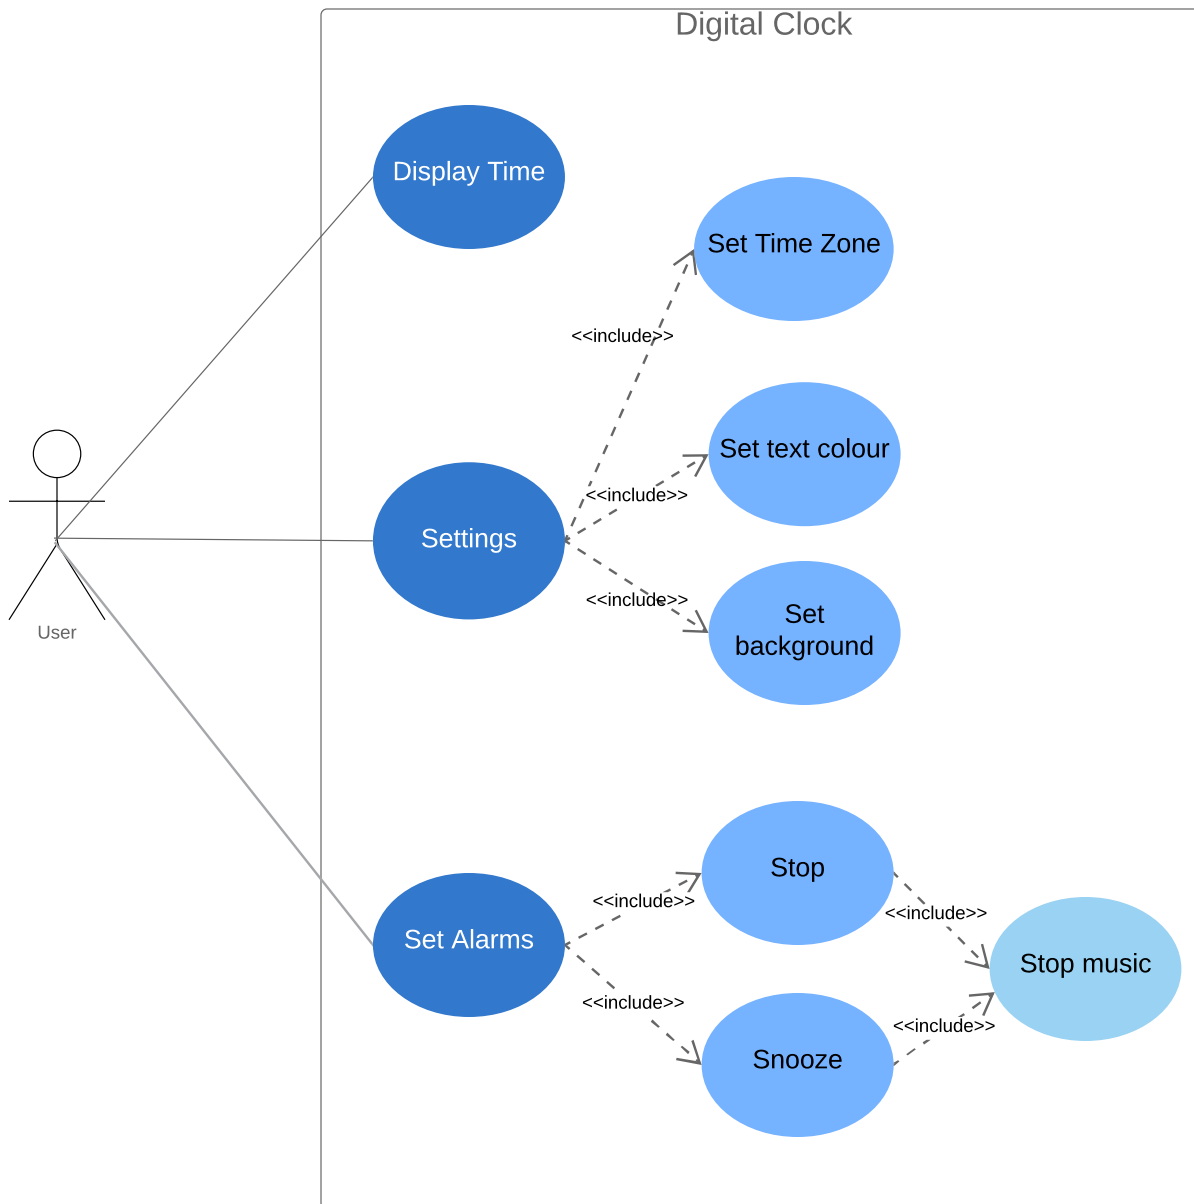 Digital Clock
Display Time
Set Time Zone
<<include>>
Set text colour
<<include>>
Settings
<<include>>
Set
background
User
Stop
<<include>>
<<include>>
Set Alarms
Stop music
<<include>>
<<include>>
Snooze